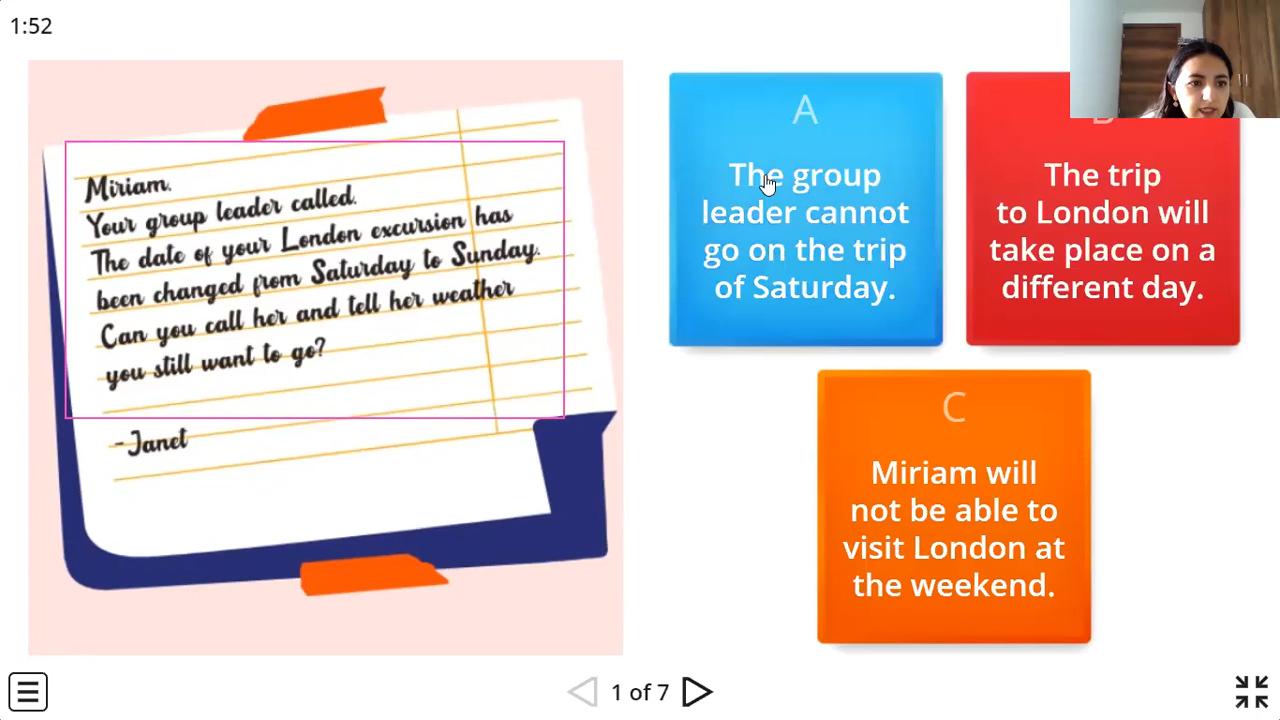 1:52
Miriam.
Your group leader called.
The date of your London excursion has
been changed from Saturday to Sunday.
Can you call her and tell her weather
you still want to go?
-Janet
A
The group
leader cannot
go on the trip
of Saturday.
The trip
to London will
take place on a
different day.
C
Miriam will
not be able to
visit London at
the weekend.
1 of 7